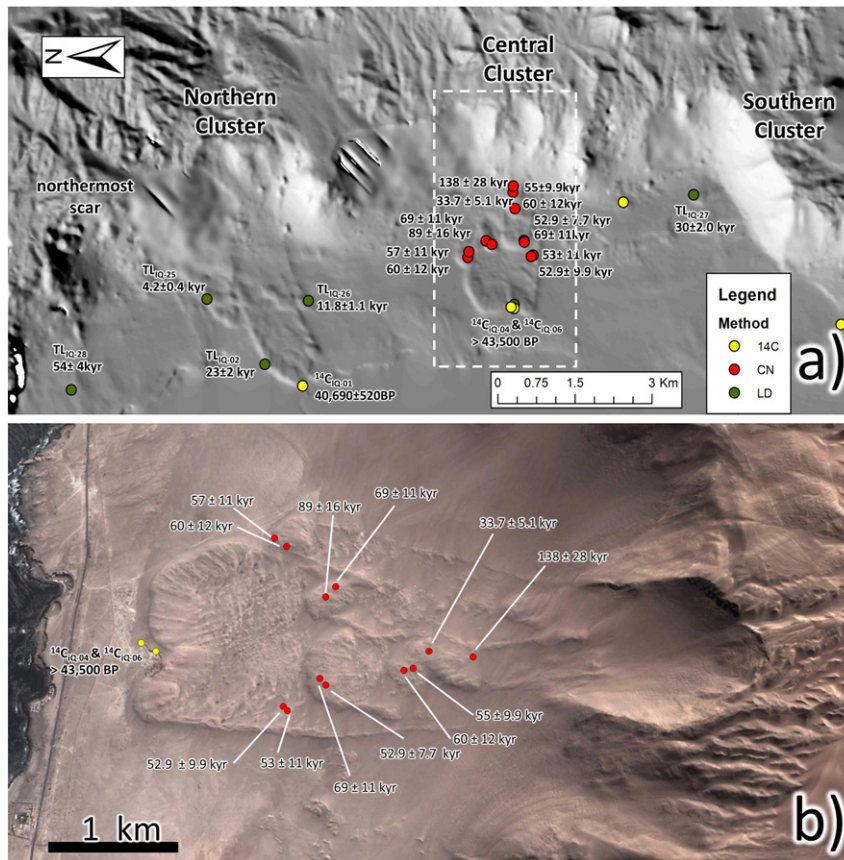 N
Northern
Cluster
Central
Cluster
Southern
Cluster
northermost
scar
138 ± 28 kyr
55±9.9kyr
33.7 ± 5.1 kyr
60 ± 12kyr
69 ± 11 kyr
52.9 ± 7.7 kyr
89 ± 16 kyr
69± 11kyr
57 ± 11 kyr
53± 11 kyr
60 ± 12 kyr
52.9± 9.9 kyr
TL IQ-27
30±2.0 kyr
TL IQ-25
4.2±0.4 kyr
TL IQ-26
11.8±1.1 kyr
14C IQ-04 & 14C IQ-06
> 43,500 BP
TL IQ-28
54± 4kyr
TL IQ-02
23±2 kyr
14C IQ-01
40,690±520BP
Legend
Method
14C
CN
LD
0 0.75 1.5 3 Km
a)
57 ± 11 kyr
89 ± 16 kyr
69 ± 11 kyr
60 ± 12 kyr
33.7 ± 5.1 kyr
138 ± 28 kyr
14C IQ-04 & 14C IQ-06
> 43,500 BP
55 ± 9.9 kyr
60 ± 12 kyr
52.9 ± 7.7 kyr
52.9 ± 9.9 kyr
53 ± 11 kyr
69 ± 11 kyr
1 km
b)